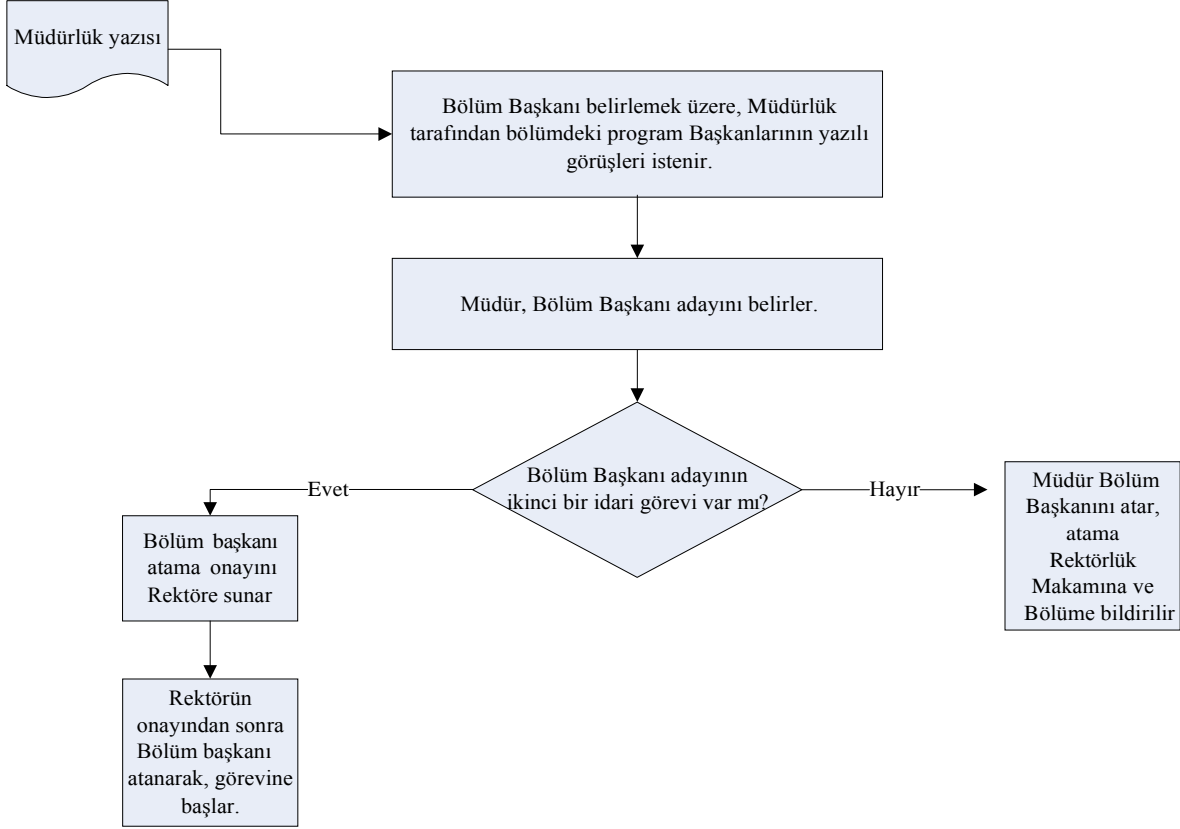 Müdürlük yazısı
Bölüm Başkanı belirlemek üzere, Müdürlük
tarafından bölümdeki program Başkanlarının yazılı
görüşleri istenir.
Müdür, Bölüm Başkanı adayını belirler.
Bölüm Başkanı adayının
ikinci bir idari görevi var mı?
Evet
Hayır
Bölüm başkanı
atama onayını
Rektöre sunar
Rektörün
onayından sonra
Bölüm başkanı
atanarak, görevine
başlar.
Müdür Bölüm
Başkanını atar,
atama
Rektörlük
Makamına ve
Bölüme bildirilir